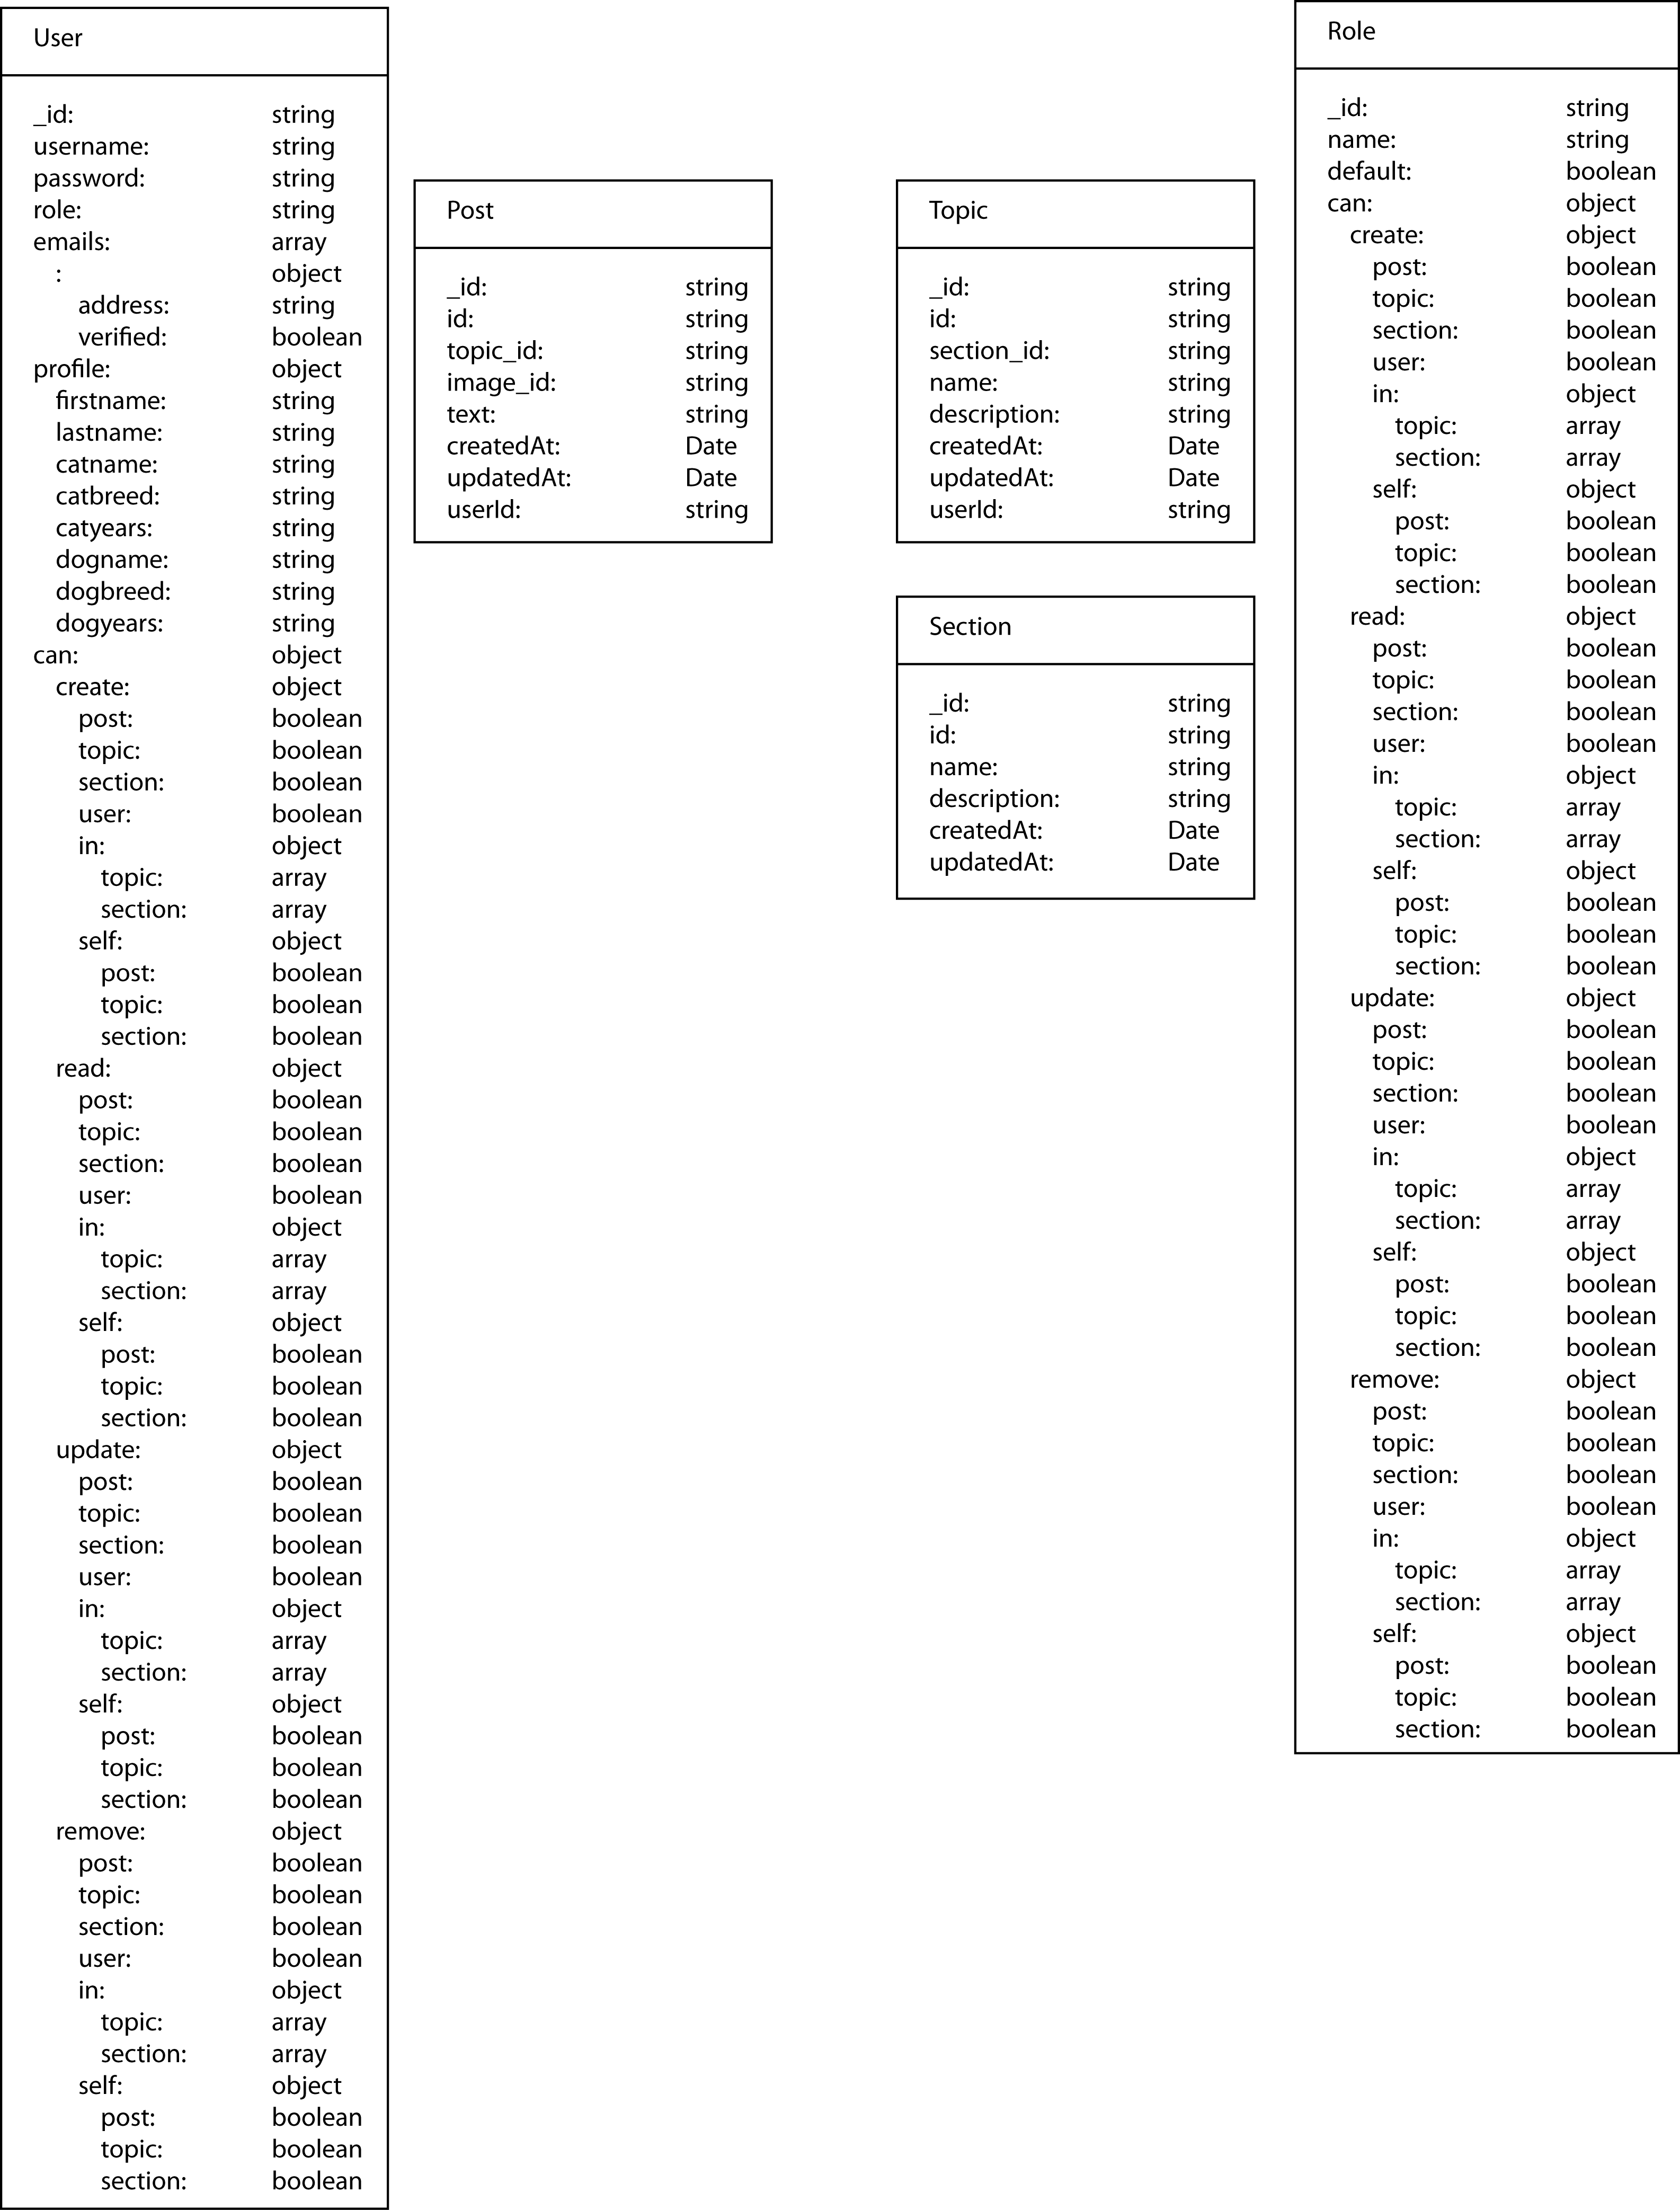 User
_id: string
username: string
password: string
role: string
emails: array
: object
address: string
verified: boolean
profile: object
firstname: string
lastname: string
catname: string
catbreed: string
catyears: string
dogname: string
dogbreed: string
dogyears: string
can: object
create: object
post: boolean
topic: boolean
section: boolean
user: boolean
in: object
topic: array
section: array
self: object
post: boolean
topic: boolean
section: boolean
read: object
post: boolean
topic: boolean
section: boolean
user: boolean
in: object
topic: array
section: array
self: object
post: boolean
topic: boolean
section: boolean
update: object
post: boolean
topic: boolean
section: boolean
user: boolean
in: object
topic: array
section: array
self: object
post: boolean
topic: boolean
section: boolean
remove: object
post: boolean
topic: boolean
section: boolean
user: boolean
in: object
topic: array
section: array
self: object
post: boolean
topic: boolean
section: boolean
Post
_id: string
id: string
topic_id: string
image_id: string
text: string
createdAt: Date
updatedAt: Date
userId: string
Topic
_id: string
id: string
section_id: string
name: string
description: string
createdAt: Date
updatedAt: Date
userId: string
Section
_id: string
id: string
name: string
description: string
createdAt: Date
updatedAt: Date
Role
_id: string
name: string
default: boolean
can: object
create: object
post: boolean
topic: boolean
section: boolean
user: boolean
in: object
topic: array
section: array
self: object
post: boolean
topic: boolean
section: boolean
read: object
post: boolean
topic: boolean
section: boolean
user: boolean
in: object
topic: array
section: array
self: object
post: boolean
topic: boolean
section: boolean
update: object
post: boolean
topic: boolean
section: boolean
user: boolean
in: object
topic: array
section: array
self: object
post: boolean
topic: boolean
section: boolean
remove: object
post: boolean
topic: boolean
section: boolean
user: boolean
in: object
topic: array
section: array
self: object
post: boolean
topic: boolean
section: boolean